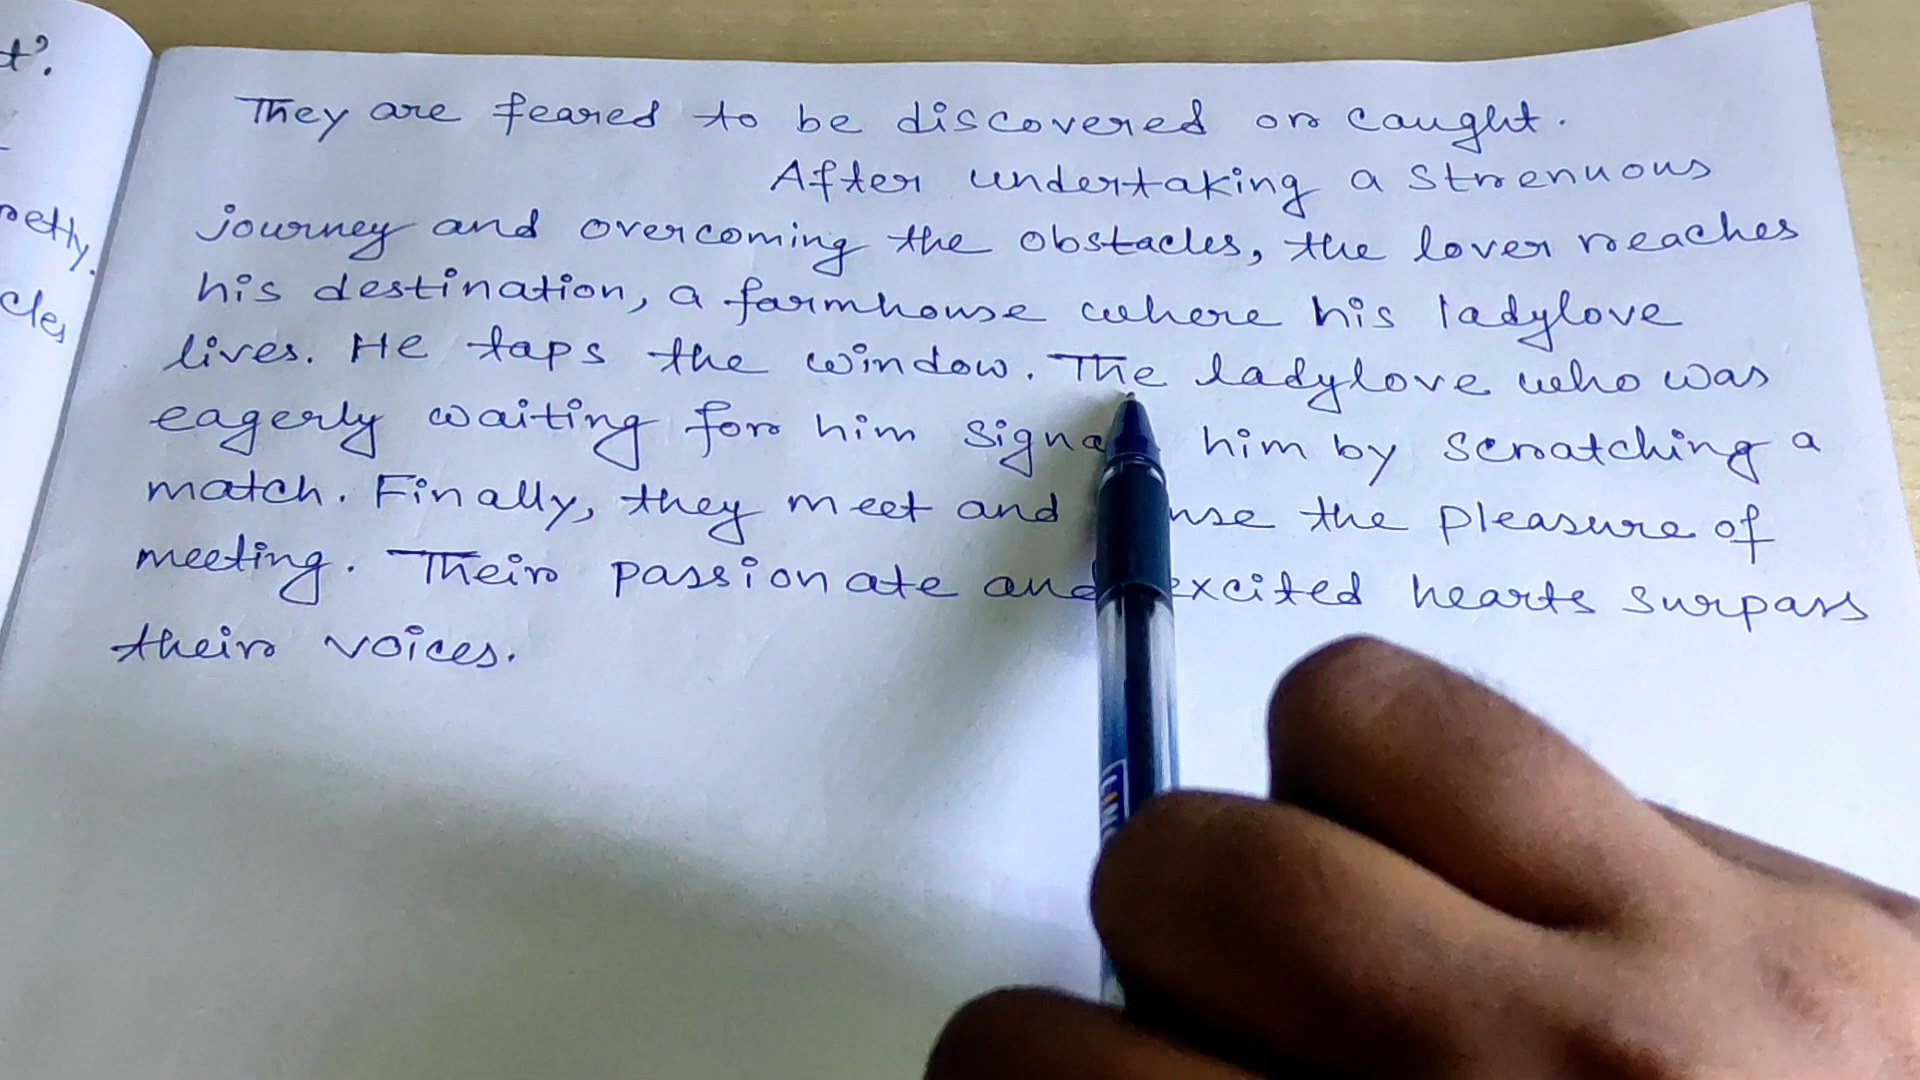 t?
They are feared to be discovered or caught.
After undertaking a strenuous
journey and overcoming the obstacles, the lover reaches
his destination, a farmhouse where his ladylove
lives. He taps the window. The ladylove who was
eagerly waiting for him him by scratching a
match. Finally, they meet and the pleasure of
meeting. Their passionate and excited hearts surpass
their voices.